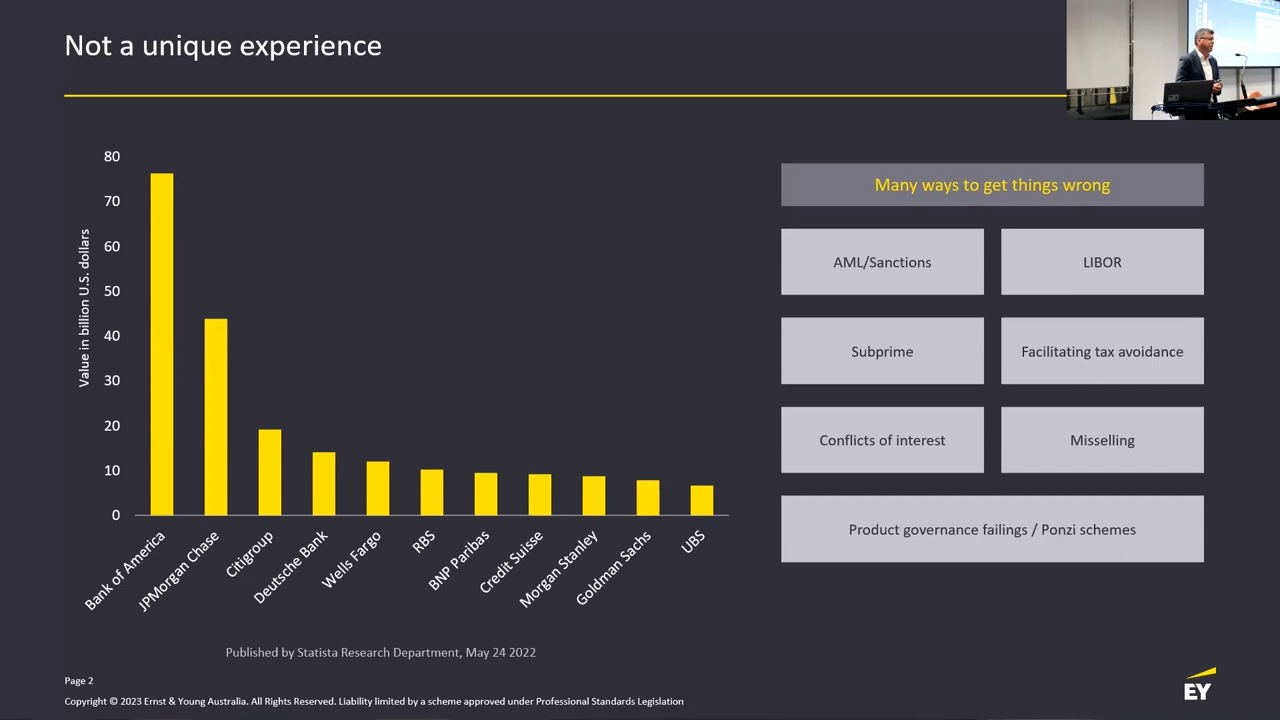 Not a unique experience
Value in billion U.S. dollars
80
70
60
50
40
30
20
10
0
Bank of America
JPMorgan Chase
Citigroup
Deutsche Bank
Wells Fargo
RBS
BNP Paribas
Credit Suisse
Morgan Stanley
Goldman Sachs
UBS
Published by Statista Research Department, May 24 2022
Many ways to get things wrong
AML/Sanctions
LIBOR
Subprime
Facilitating tax avoidance
Conflicts of interest
Misselling
Product governance failings / Ponzi schemes
Page 2
Copyright © 2023 Ernst & Young Australia. All Rights Reserved. Liability limited by a scheme approved under Professional Standards Legislation
EY